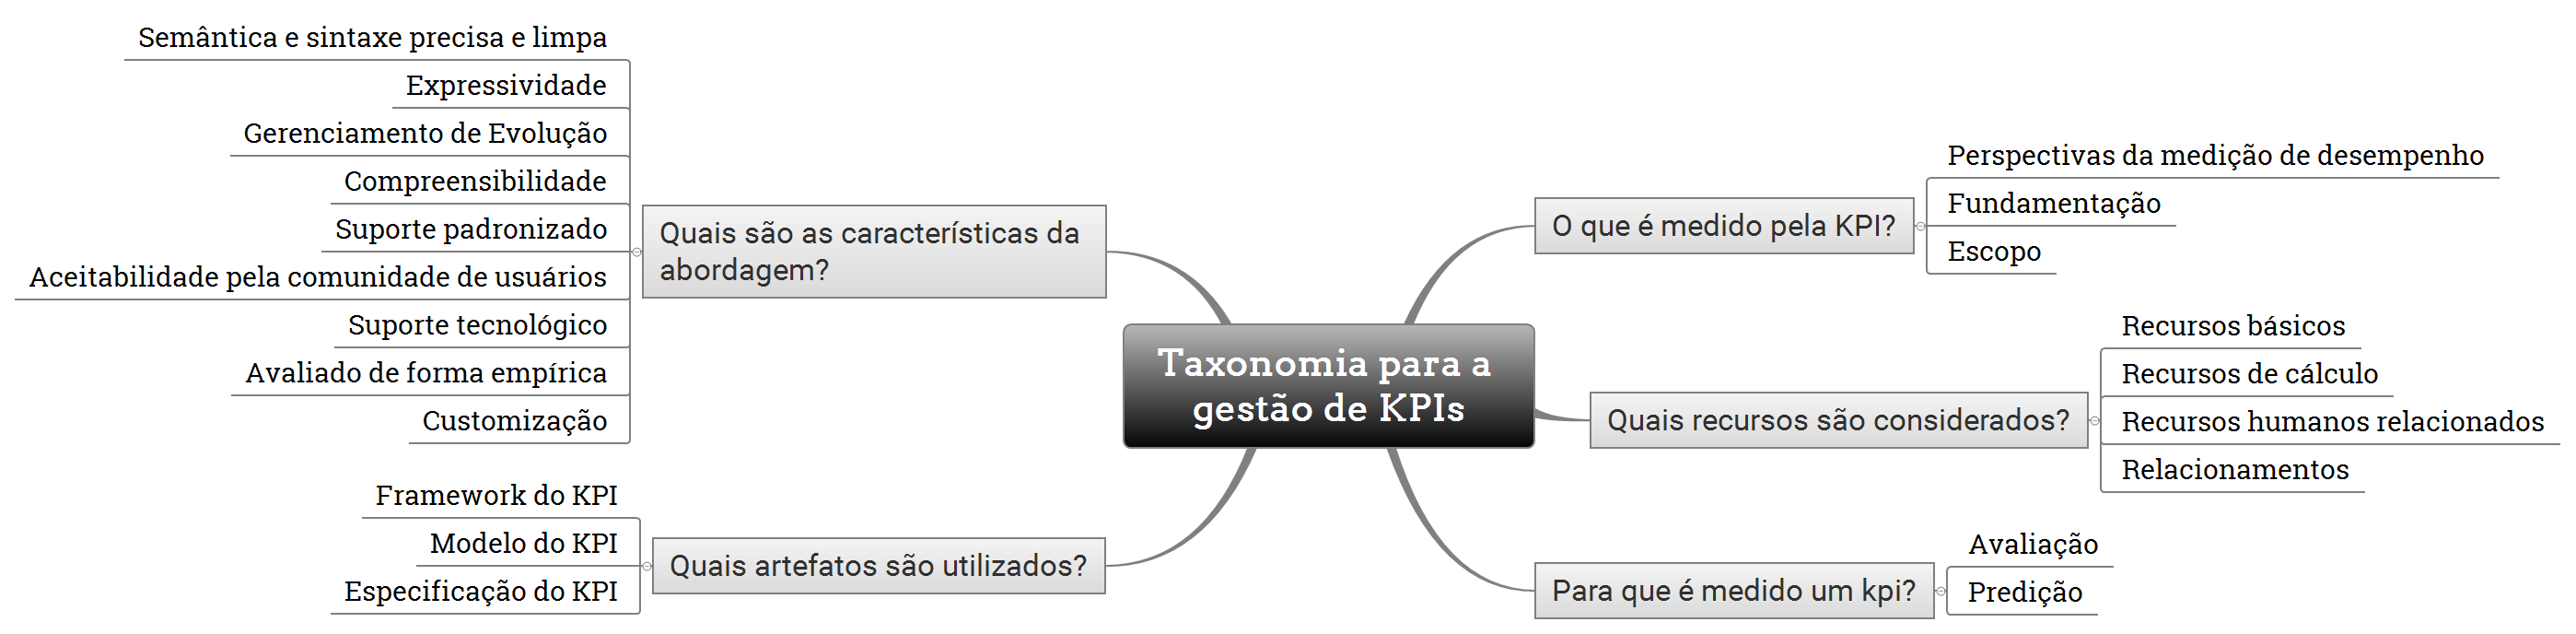 Taxonomia para a
gestão de KPIs
Quais são as características da
abordagem?
Semântica e sintaxe precisa e limpa
Expressividade
Gerenciamento de Evolução
Compreensibilidade
Suporte padronizado
Aceitabilidade pela comunidade de usuários
Suporte tecnológico
Avaliado de forma empírica
Customização
Quais artefatos são utilizados?
Framework do KPI
Modelo do KPI
Especificação do KPI
O que é medido pela KPI?
Perspectivas da medição de desempenho
Fundamentação
Escopo
Quais recursos são considerados?
Recursos básicos
Recursos de cálculo
Recursos humanos relacionados
Relacionamentos
Para que é medido um kpi?
Avaliação
Predição